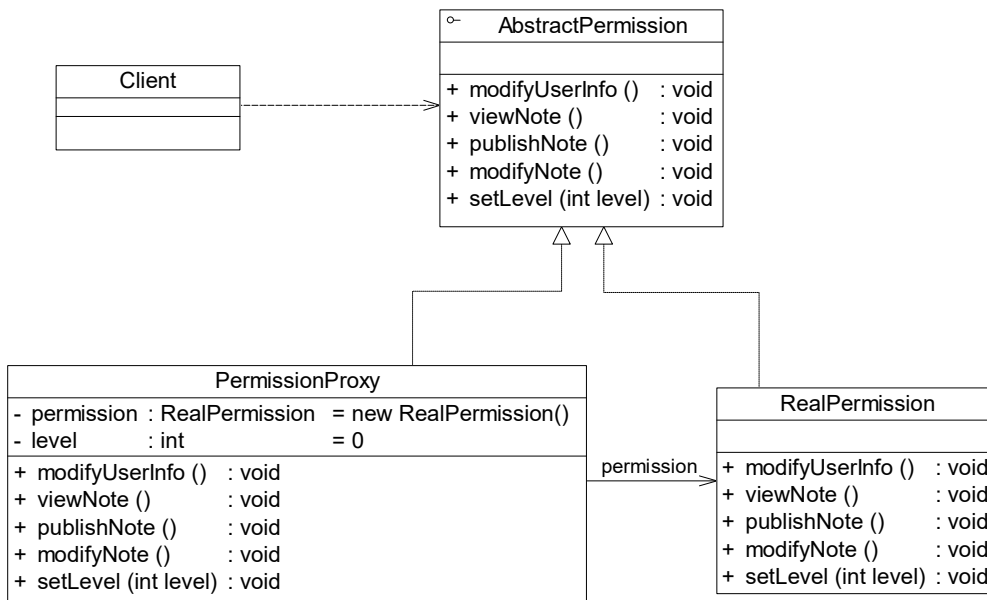 AbstractPermission
+ modifyUserInfo () : void
+ viewNote () : void
+ publishNote () : void
+ modifyNote () : void
+ setLevel (int level) : void
Client
PermissionProxy
- permission : RealPermission = new RealPermission()
- level : int = 0
+ modifyUserInfo () : void
+ viewNote () : void
+ publishNote () : void
+ modifyNote () : void
+ setLevel (int level) : void
permission
RealPermission
+ modifyUserInfo () : void
+ viewNote () : void
+ publishNote () : void
+ modifyNote () : void
+ setLevel (int level) : void